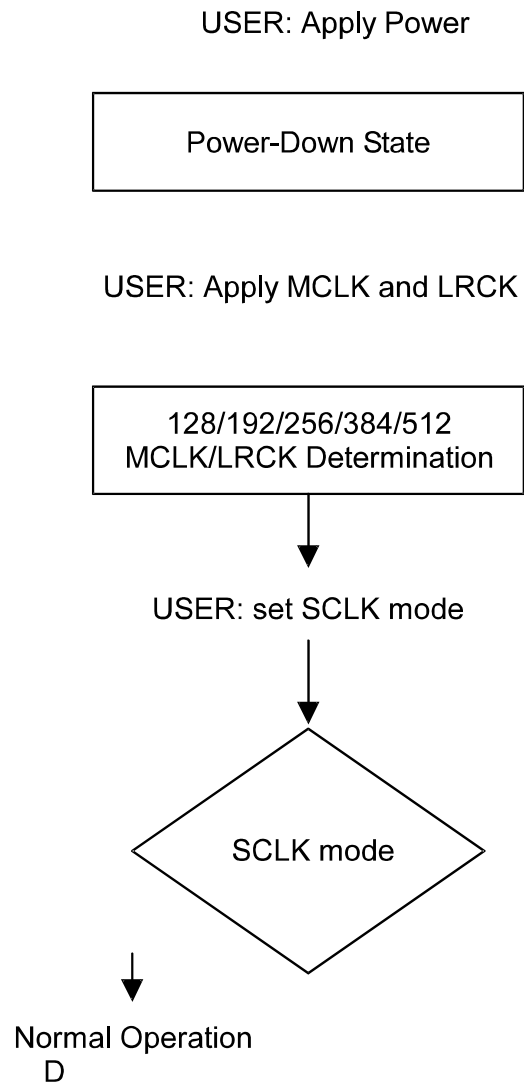 USER: Apply Power
Power-Down State
USER: Apply MCLK and LRCK
128/192/256/384/512
MCLK/LRCK Determination
USER: set SCLK mode
SCLK mode
Normal Operation
D